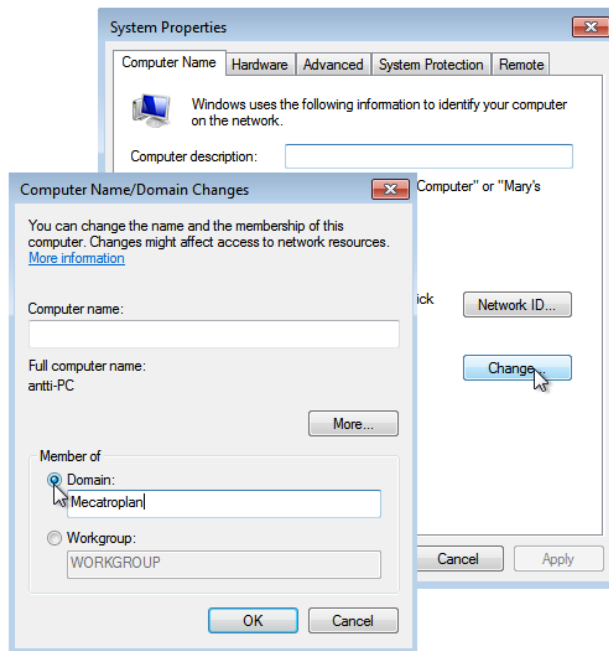 System Properties
Computer Name Hardware Advanced System Protection Remote
Windows uses the following information to identify your computer
on the network.
Computer description:
Computer" or "Mary's
ick
Network ID...
Change...
Cancel Apply
Computer Name/Domain Changes
You can change the name and the membership of this
computer. Changes might affect access to network resources.
More information
Computer name:
Full computer name:
antti-PC
More...
Member of
Domain:
Mecatroplan
Workgroup:
WORKGROUP
OK Cancel